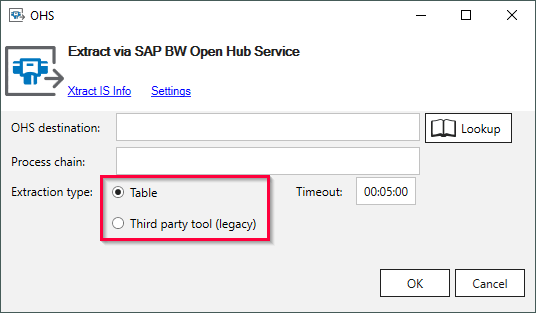 OHS
Extract via SAP BW Open Hub Service
Xtract IS Info Settings
OHS destination: Lookup
Process chain:
Extraction type: Table Timeout: 00:05:00
Third party tool (legacy)
OK Cancel